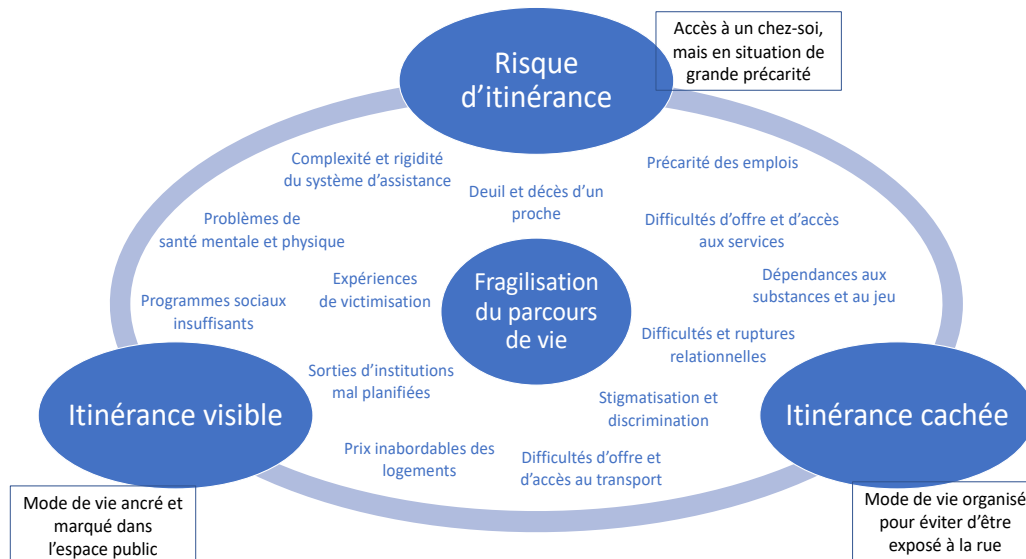 Risque
d'itinérance
Accès à un chez-soi,
mais en situation de
grande précarité
Complexité et rigidité
du système d'assistance
Précarité des emplois
Deuil et décès d'un
proche
Problèmes de
santé mentale et physique
Difficultés d'offre et d'accès
aux services
Expériences
de victimisation
Fragilisation
du parcours
de vie
Dépendances aux
substances et au jeu
Programmes sociaux
insuffisants
Difficultés et ruptures
relationnelles
Sorties d'institutions
mal planifiées
Stigmatisation et
discrimination
Itinérance visible
Itinérance cachée
Prix inabordables des
logements
Difficultés d'offre et
d'accès au transport
Mode de vie ancré et
marqué dans
l'espace public
Mode de vie organisé
pour éviter d'être
exposé à la rue